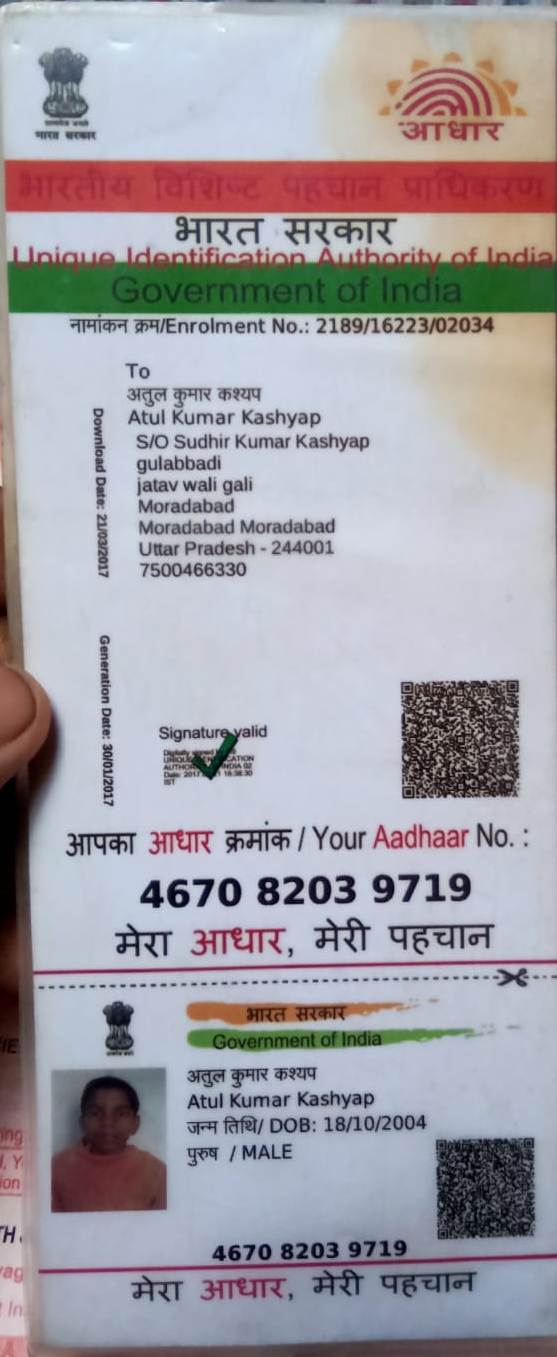 भारत सरकार
आधार
भारतीय विशिष्ट पहचान प्राधिकरण
भारत सरकार
Unique Identification Authority of India
Government of India
नामांकन क्रम/Enrolment No.: 2189/16223/02034
To
अतुल कुमार कश्यप
Atul Kumar Kashyap
S/O Sudhir Kumar Kashyap
gulabbadi
jatav wali gali
Moradabad
Moradabad Moradabad
Uttar Pradesh - 244001
7500466330
Download Date: 21/03/2017
Generation Date: 30/01/2017
Signature valid
आपका आधार क्रमांक / Your Aadhaar No. :
4670 8203 9719
मेरा आधार, मेरी पहचान
भारत सरकार
Government of India
अतुल कुमार कश्यप
Atul Kumar Kashyap
जन्म तिथि/ DOB: 18/10/2004
पुरुष / MALE
4670 8203 9719
मेरा आधार, मेरी पहचान